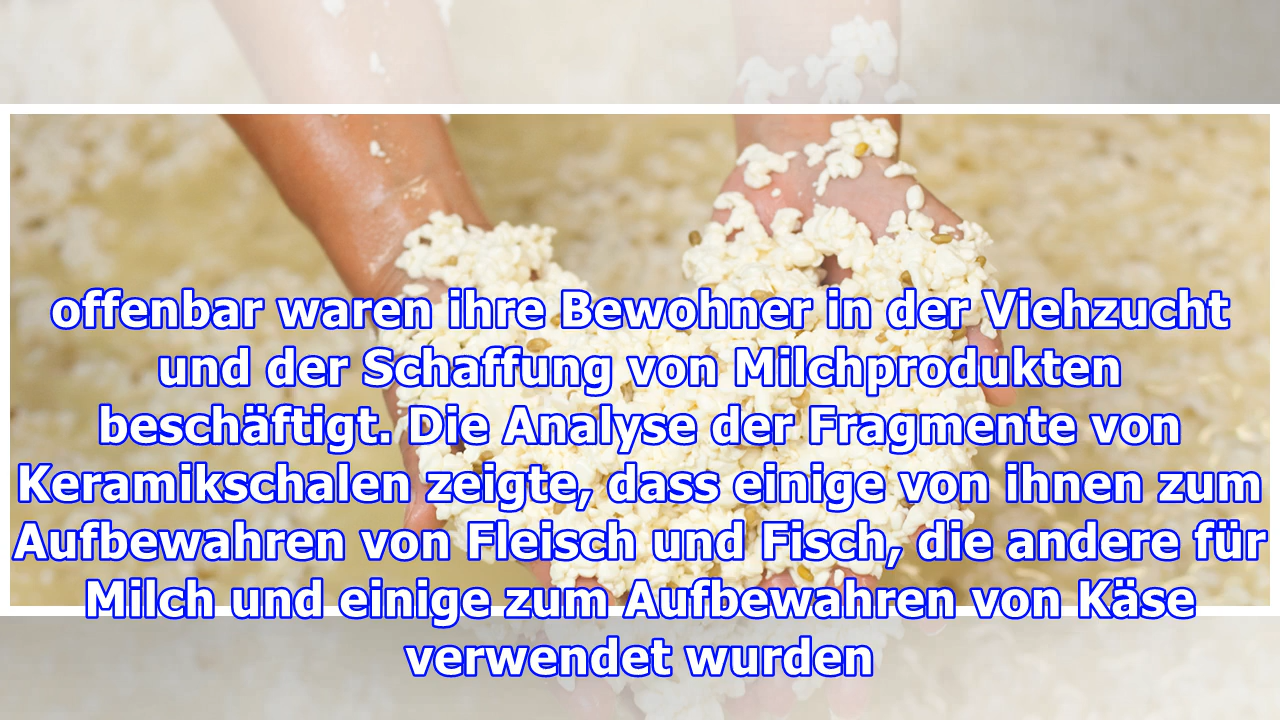 offenbar waren ihre Bewohner in der Viehzucht
und der Schaffung von Milchprodukten
beschäftigt. Die Analyse der Fragmente von
Keramikschalen zeigte, dass einige von ihnen zum
Aufbewahren von Fleisch und Fisch, die andere für
Milch und einige zum Aufbewahren von Käse
verwendet wurden